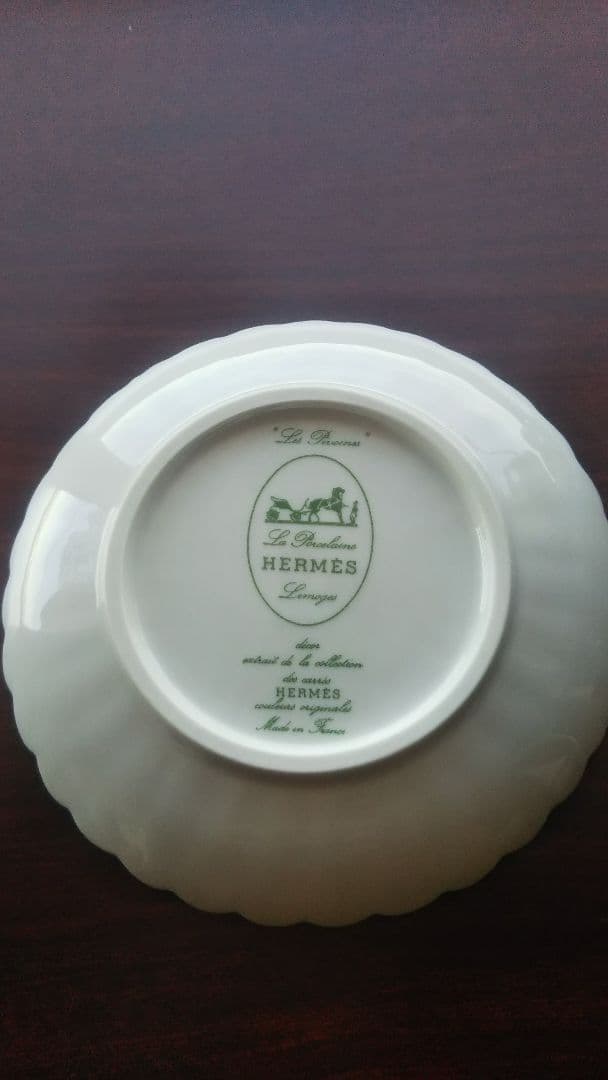 "Les Pivoines"
La Porcelaine
HERMÈS
Limoges
décor
extrait de la collection
des carrés
HERMÈS
couleurs originales
Made in France